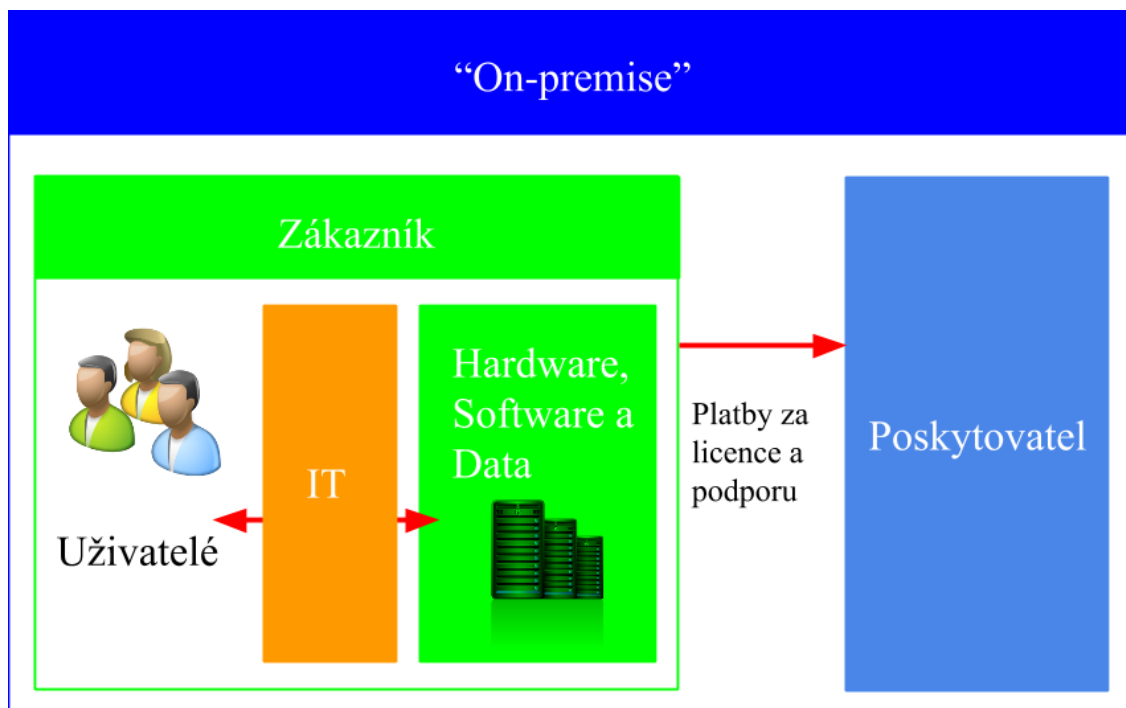 “On-premise”
Zákazník
Uživatelé
IT
Hardware,
Software a
Data
Platby za
licence a
podporu
Poskytovatel